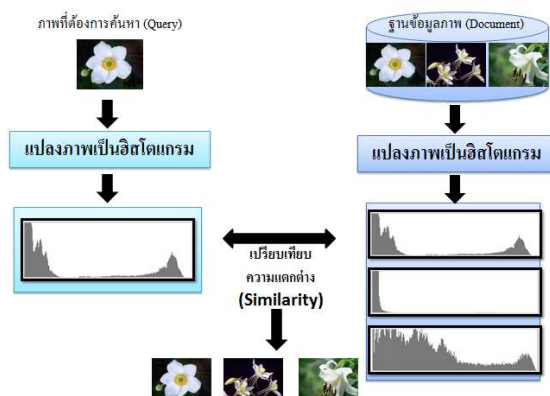 ภาพที่ต้องการค้นหา (Query)
ฐานข้อมูลภาพ (Document)
แปลงภาพเป็นฮิสโตแกรม
แปลงภาพเป็นฮิสโตแกรม
เปรียบเทียบ
ความแตกต่าง
(Similarity)